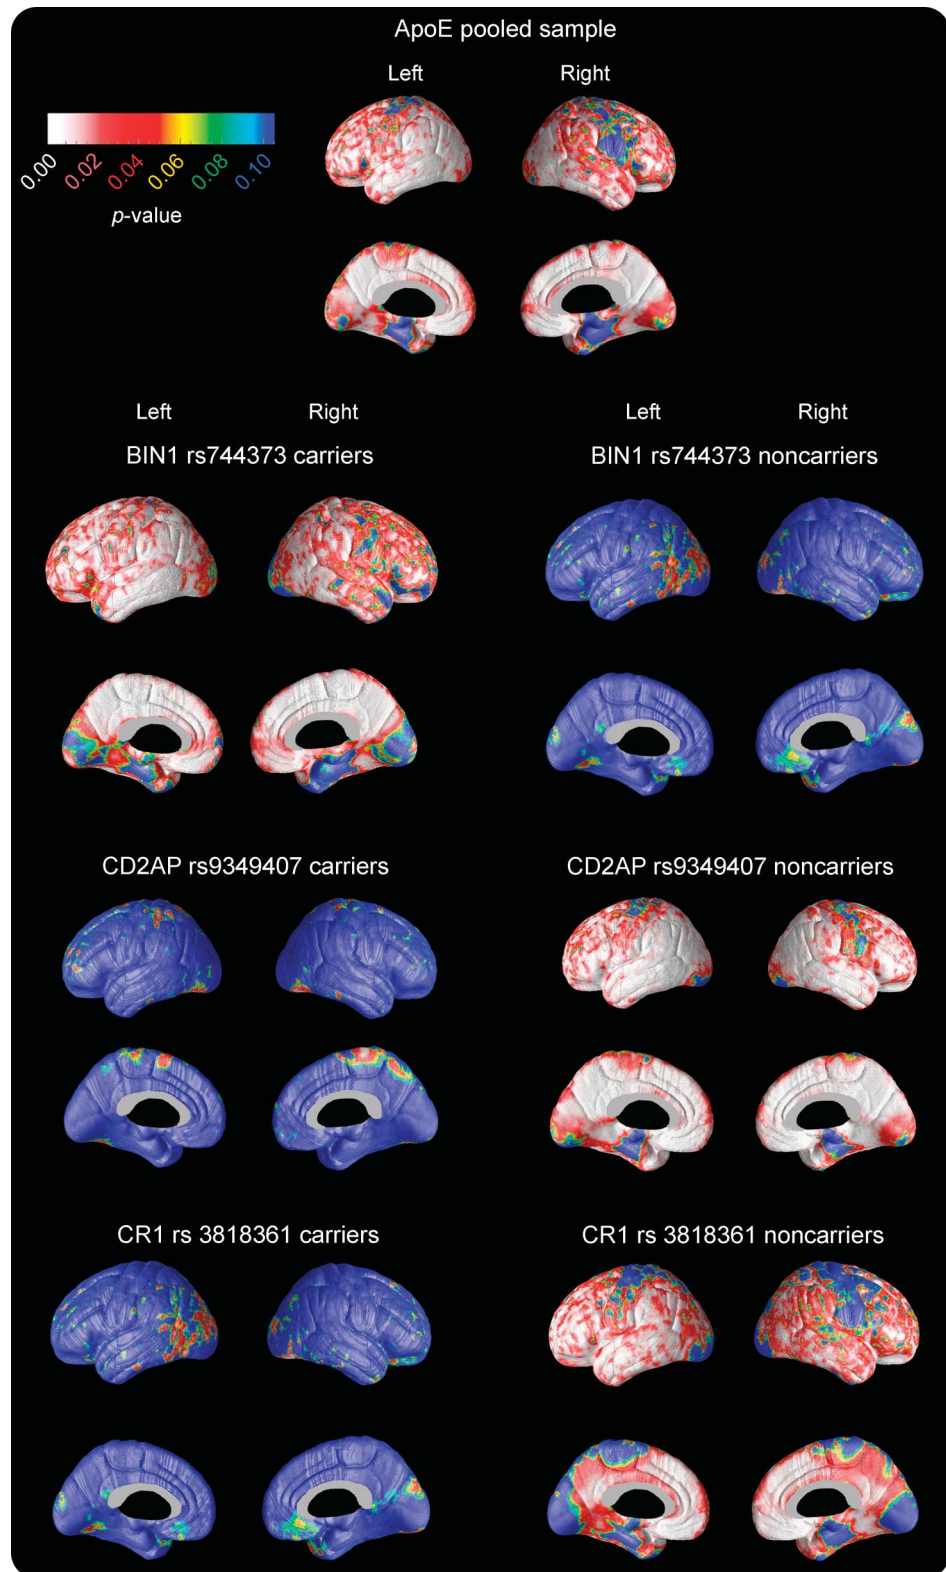 ApoE pooled sample
Left Right
0.00 0.02 0.04 0.06 0.08 0.10
p-value
Left Right Left Right
BIN1 rs744373 carriers BIN1 rs744373 noncarriers
CD2AP rs9349407 carriers CD2AP rs9349407 noncarriers
CR1 rs 3818361 carriers CR1 rs 3818361 noncarriers